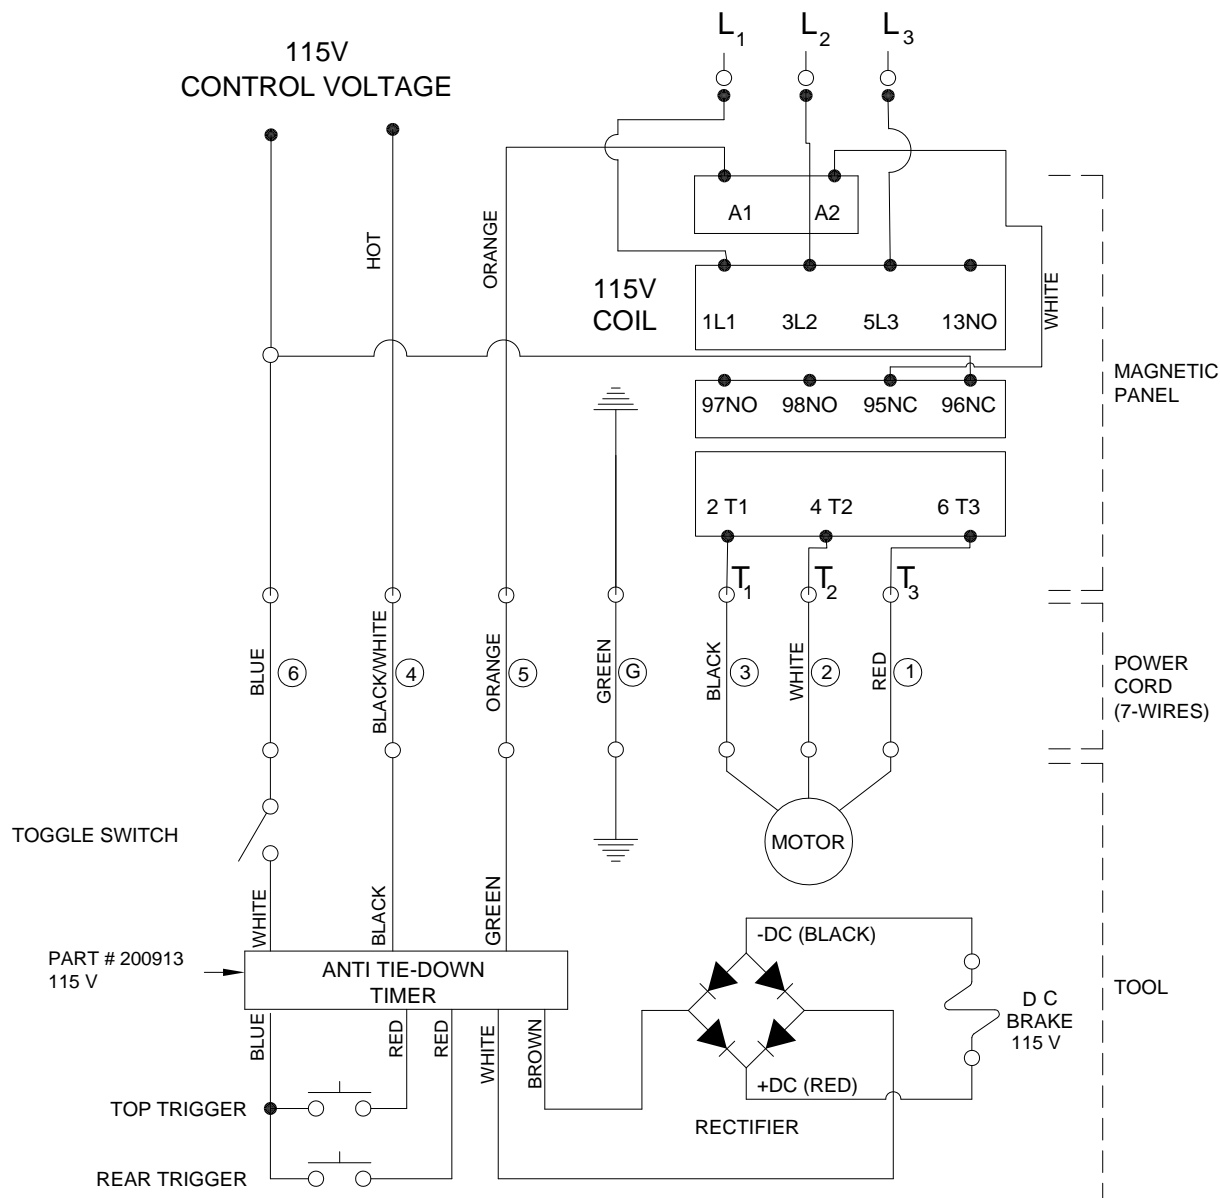 L1
L2
L3
115V
CONTROL VOLTAGE
HOT
ORANGE
A1
A2
115V
COIL
WHITE
1L1
3L2
5L3
13NO
97NO
98NO
95NC
96NC
MAGNETIC
PANEL
2 T1
4 T2
6 T3
T1
T2
T3
BLUE
6
BLACK/WHITE
4
ORANGE
5
GREEN
G
BLACK
3
WHITE
2
RED
1
POWER
CORD
(7-WIRES)
TOGGLE SWITCH
MOTOR
WHITE
BLACK
GREEN
PART # 200913
115 V
ANTI TIE-DOWN
TIMER
-DC (BLACK)
D C
BRAKE
115 V
TOOL
BLUE
RED
RED
WHITE
BROWN
+DC (RED)
RECTIFIER
TOP TRIGGER
REAR TRIGGER